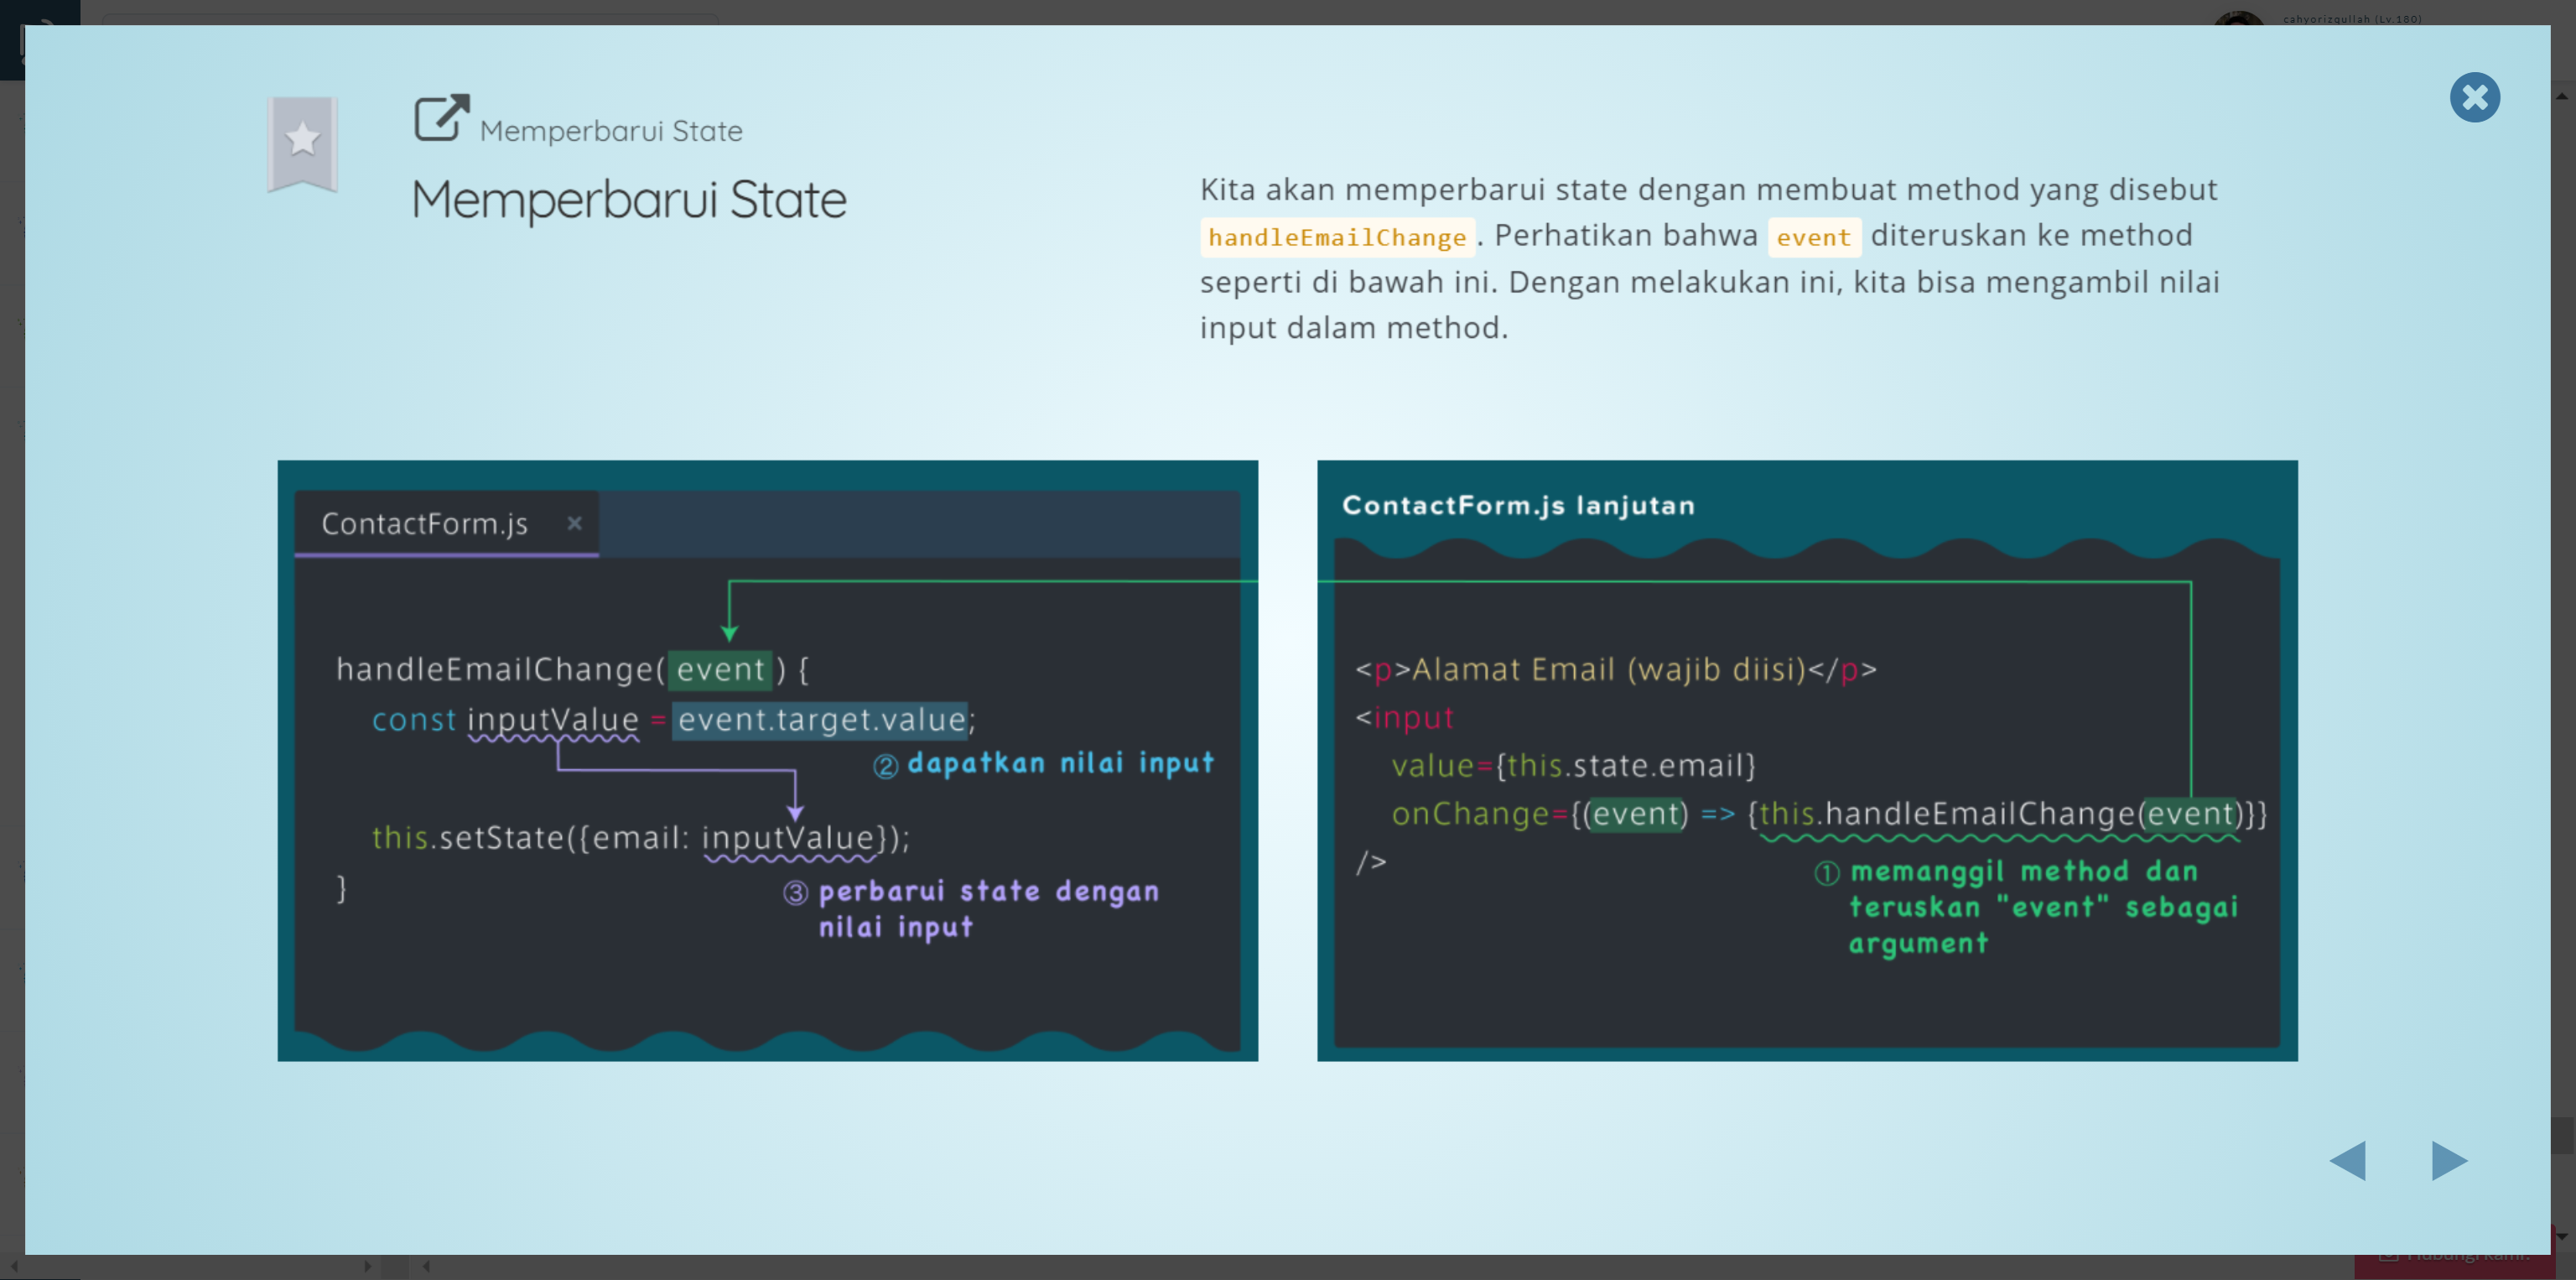 cahyorizqullah (Lv.180)
Memperbarui State
Memperbarui State
Kita akan memperbarui state dengan membuat method yang disebut
handleEmailChange. Perhatikan bahwa event diteruskan ke method
seperti di bawah ini. Dengan melakukan ini, kita bisa mengambil nilai
input dalam method.
ContactForm.js ×
handleEmailChange( event ) {
const inputValue = event.target.value;
② dapatkan nilai input
this.setState({email: inputValue});
}
③ perbarui state dengan
nilai input
ContactForm.js lanjutan
<p>Alamat Email (wajib diisi)</p>
<input
value={this.state.email}
onChange={(event) => {this.handleEmailChange(event)}}
/>
① memanggil method dan
teruskan "event" sebagai
argument
Hubungi kami